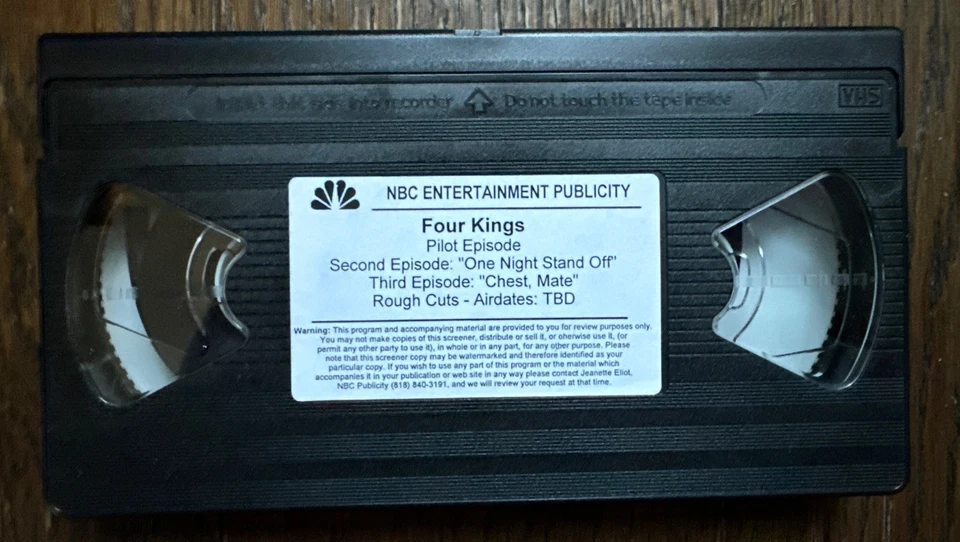 Insert this side into recorder Do not touch the tape inside
VHS
NBC ENTERTAINMENT PUBLICITY
Four Kings
Pilot Episode
Second Episode: "One Night Stand Off"
Third Episode: "Chest, Mate"
Rough Cuts - Airdates: TBD
Warning: This program and accompanying material are provided to you for review purposes only.
You may not make copies of this screener, distribute or sell it, or otherwise use it, (or
permit any other party to use it), in whole or in any part, for any other purpose. Please
note that this screener copy may be watermarked and therefore identified as your
particular copy. If you wish to use any part of this program or the material which
accompanies it in your publication or web site in any way please contact Jeanette Eliot,
NBC Publicity (818) 840-3191, and we will review your request at that time.